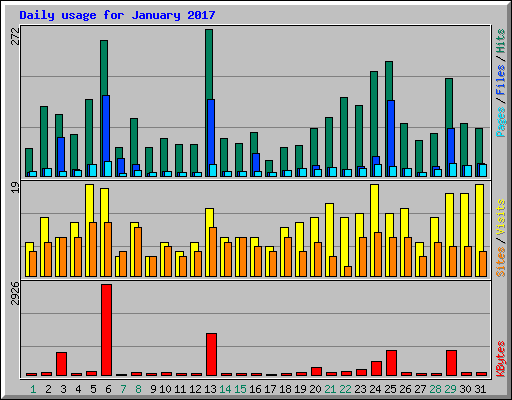 Daily usage for January 2017
272
Pages / Files / Hits
19
Sites / Visits
2926
KBytes
1 2 3 4 5 6 7 8 9 10 11 12 13 14 15 16 17 18 19 20 21 22 23 24 25 26 27 28 29 30 31